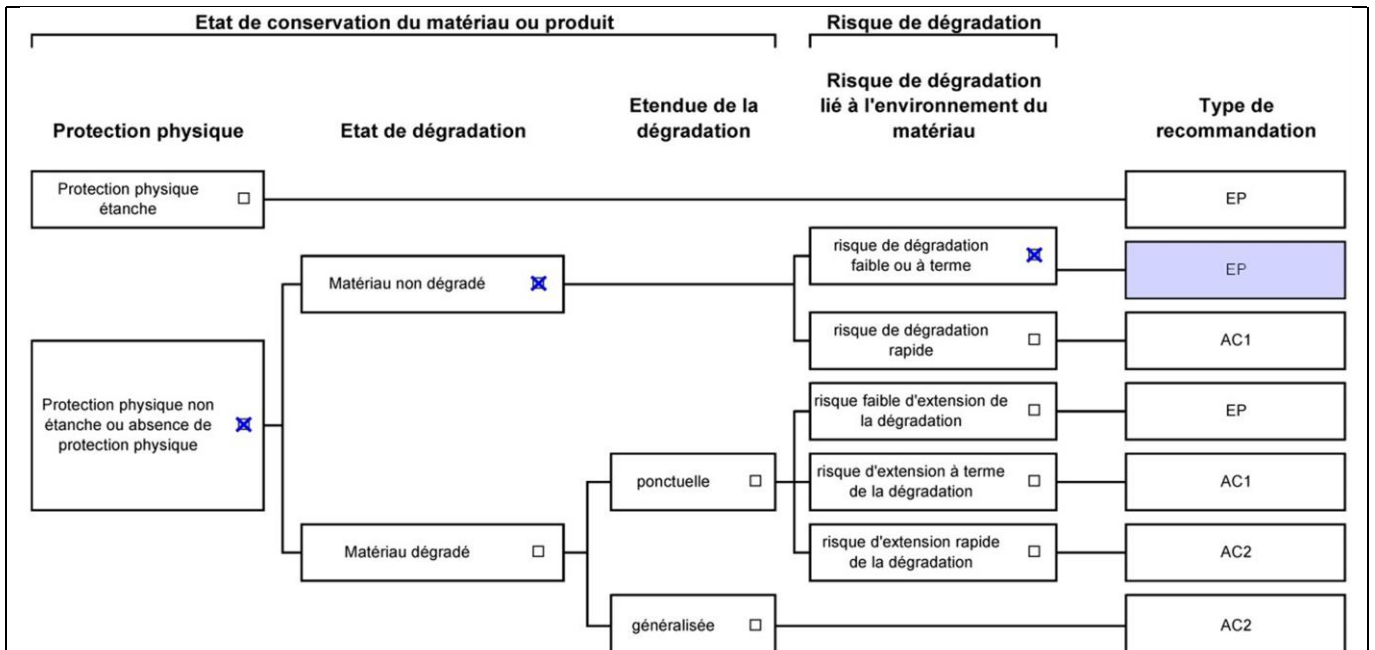 Etat de conservation du matériau ou produit
Risque de dégradation
Protection physique
Etat de dégradation
Etendue de la
dégradation
Risque de dégradation
lié à l'environnement du
matériau
Type de
recommandation
Protection physique
étanche
EP
risque de dégradation
faible ou à terme
EP
Matériau non dégradé
risque de dégradation
rapide
AC1
Protection physique non
étanche ou absence de
protection physique
risque faible d'extension de
la dégradation
EP
ponctuelle
risque d'extension à terme
de la dégradation
AC1
Matériau dégradé
risque d'extension rapide
de la dégradation
AC2
généralisée
AC2